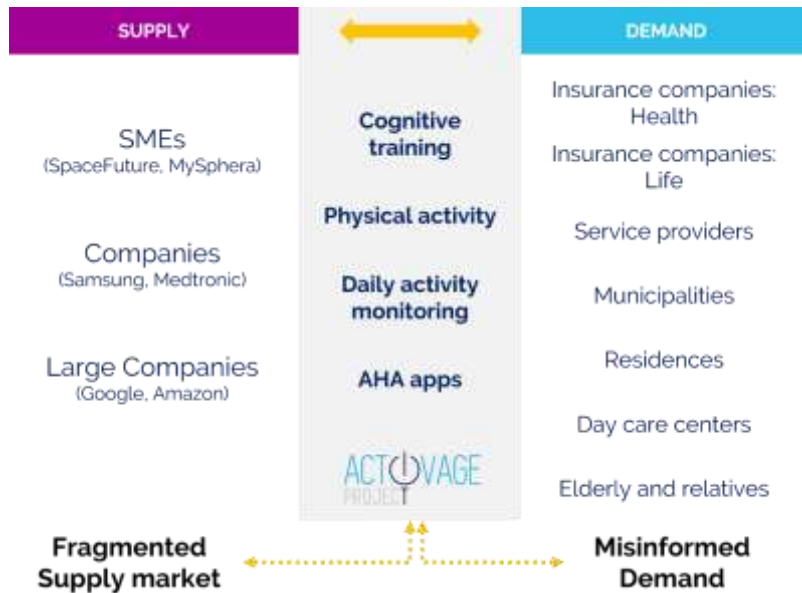 SUPPLY
SMEs
(SpaceFuture, MySphera)
Companies
(Samsung, Medtronic)
Large Companies
(Google, Amazon)
Cognitive
training
Physical activity
Daily activity
monitoring
AHA apps
ACTIVAGE
PROJECT
DEMAND
Insurance companies:
Health
Insurance companies:
Life
Service providers
Municipalities
Residences
Day care centers
Elderly and relatives
Fragmented
Supply market
Misinformed
Demand